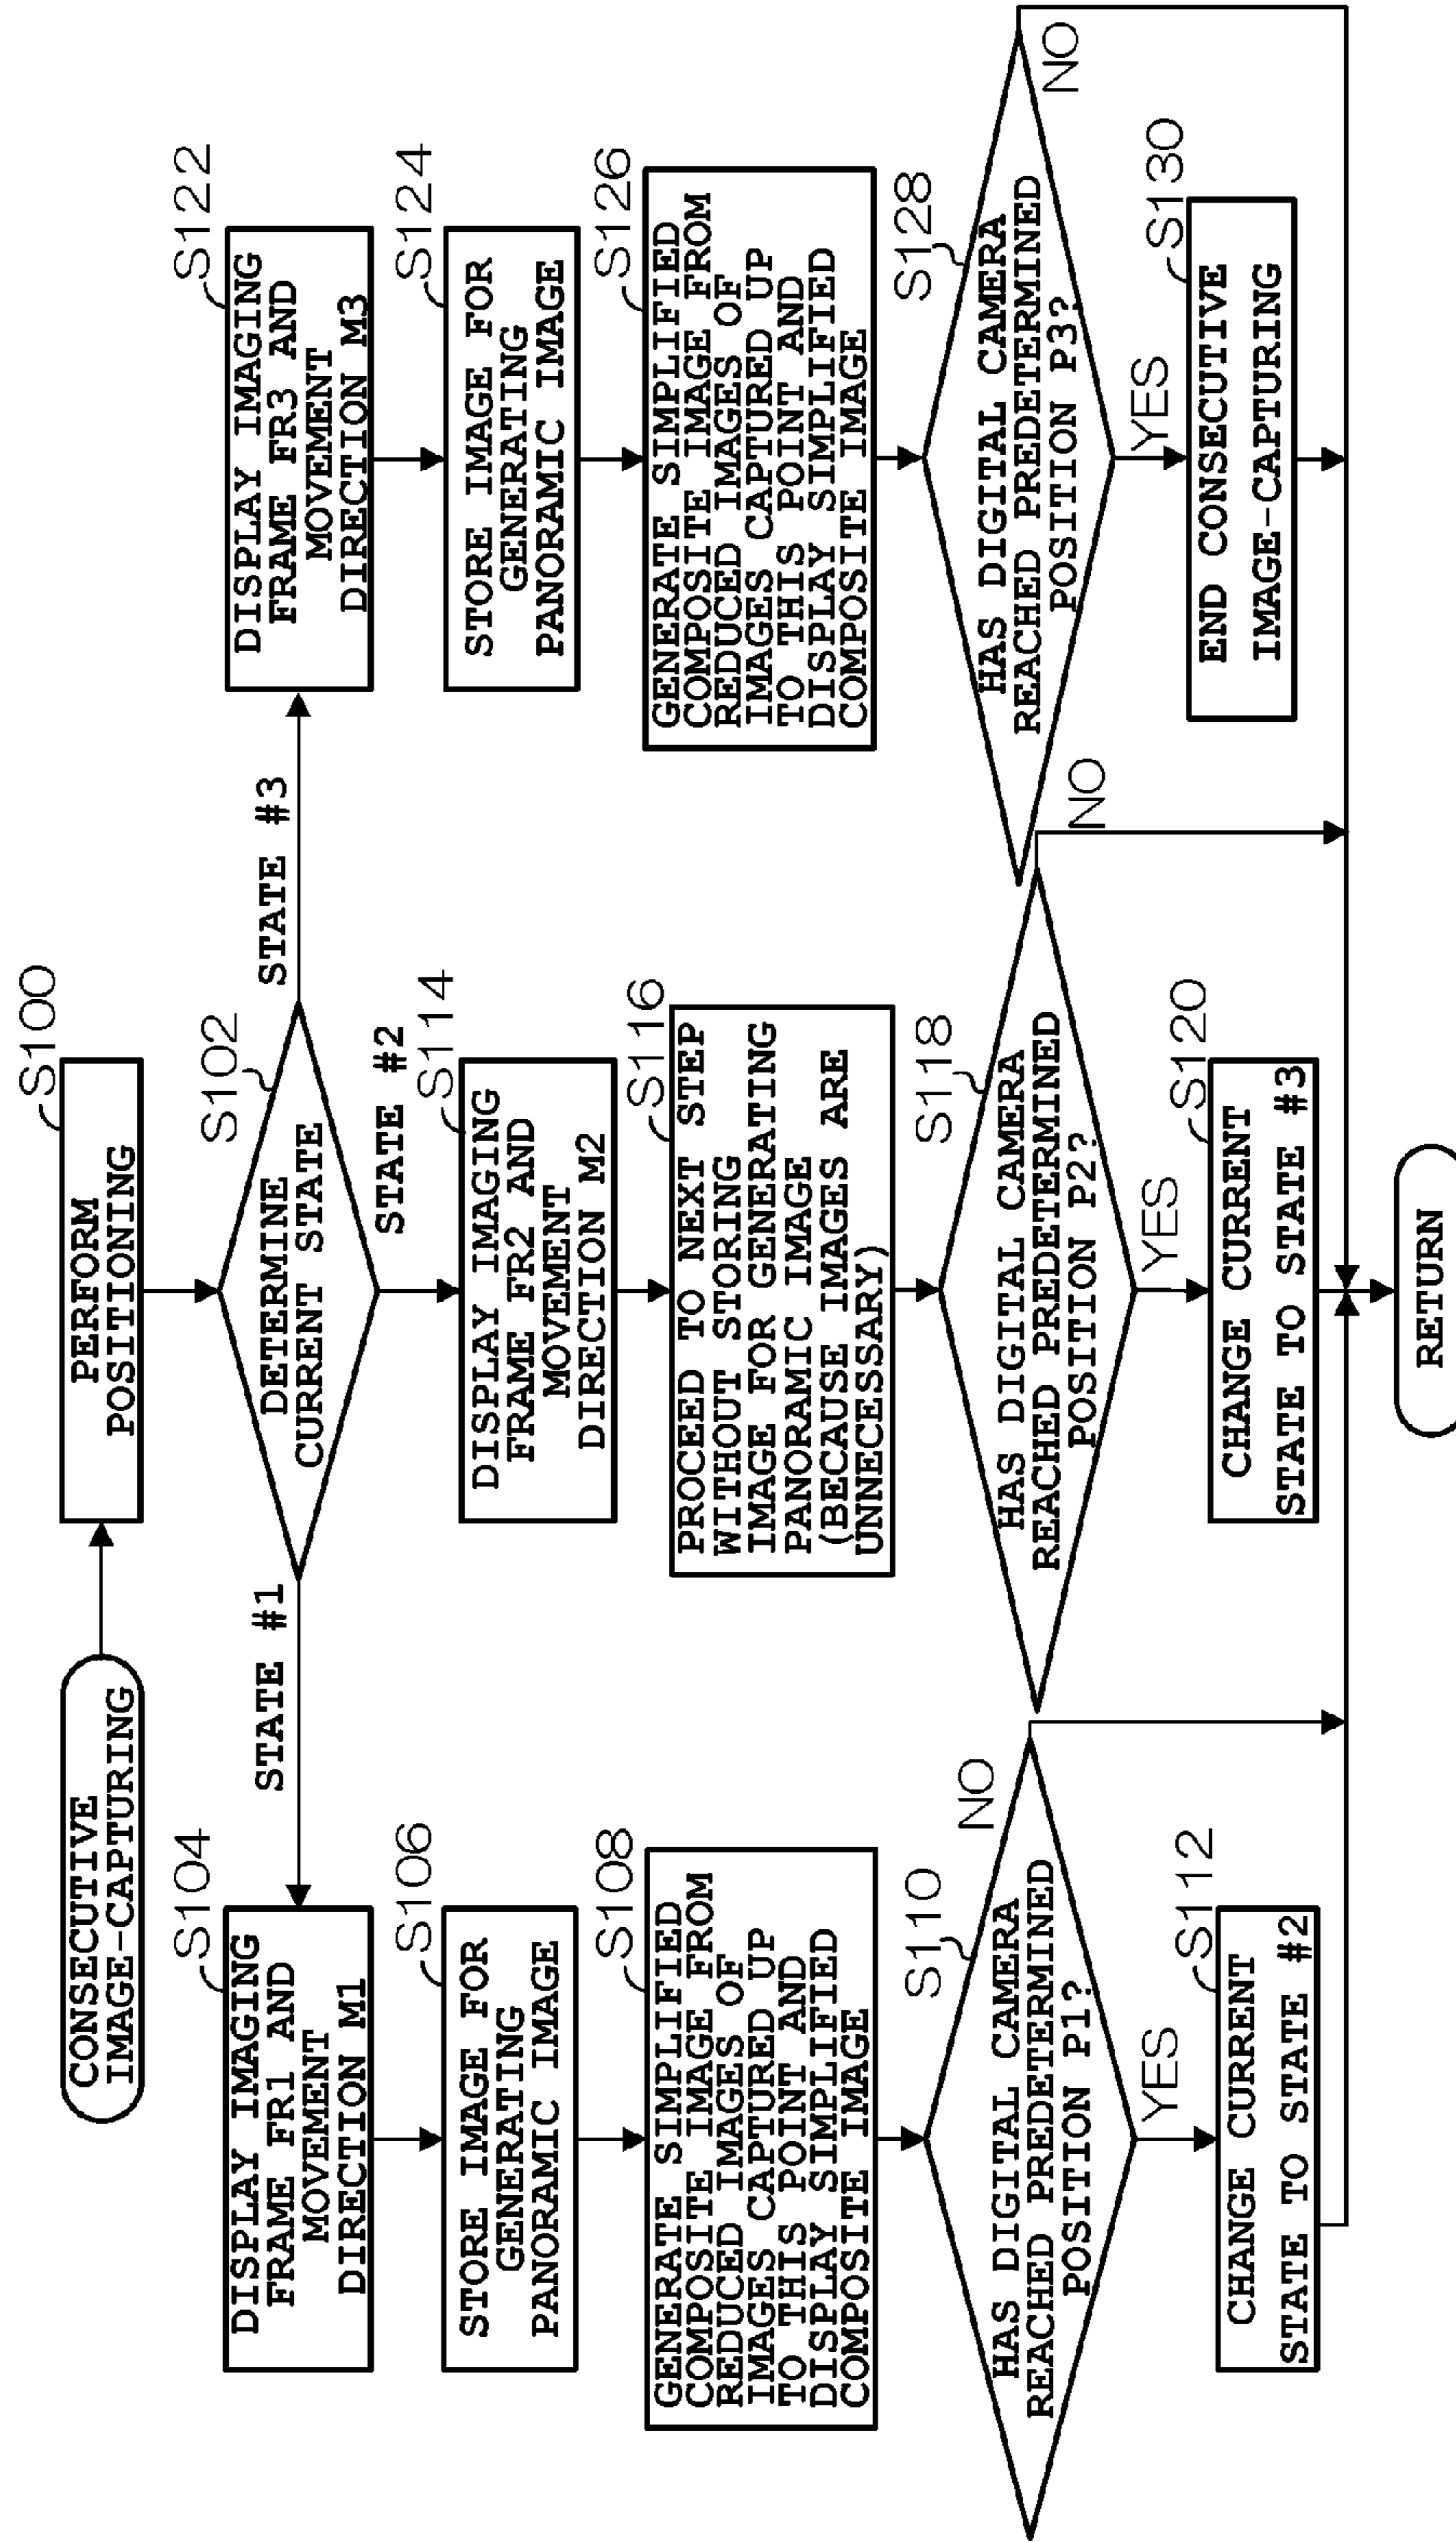 CONSECUTIVE
IMAGE-CAPTURING
S100
PERFORM
POSITIONING
S102
DETERMINE
CURRENT STATE
STATE #1
STATE #2
STATE #3
S104
DISPLAY IMAGING
FRAME FR1 AND
MOVEMENT
DIRECTION M1
S106
STORE IMAGE FOR
GENERATING
PANORAMIC IMAGE
S108
GENERATE SIMPLIFIED
COMPOSITE IMAGE FROM
REDUCED IMAGES OF
IMAGES CAPTURED UP
TO THIS POINT AND
DISPLAY SIMPLIFIED
COMPOSITE IMAGE
S110
HAS DIGITAL CAMERA
REACHED PREDETERMINED
POSITION P1?
NO
YES
S112
CHANGE CURRENT
STATE TO STATE #2
S114
DISPLAY IMAGING
FRAME FR2 AND
MOVEMENT
DIRECTION M2
S116
PROCEED TO NEXT STEP
WITHOUT STORING
IMAGE FOR GENERATING
PANORAMIC IMAGE
(BECAUSE IMAGES ARE
UNNECESSARY)
S118
HAS DIGITAL CAMERA
REACHED PREDETERMINED
POSITION P2?
NO
YES
S120
CHANGE CURRENT
STATE TO STATE #3
S122
DISPLAY IMAGING
FRAME FR3 AND
MOVEMENT
DIRECTION M3
S124
STORE IMAGE FOR
GENERATING
PANORAMIC IMAGE
S126
GENERATE SIMPLIFIED
COMPOSITE IMAGE FROM
REDUCED IMAGES OF
IMAGES CAPTURED UP
TO THIS POINT AND
DISPLAY SIMPLIFIED
COMPOSITE IMAGE
S128
HAS DIGITAL CAMERA
REACHED PREDETERMINED
POSITION P3?
NO
YES
S130
END CONSECUTIVE
IMAGE-CAPTURING
RETURN